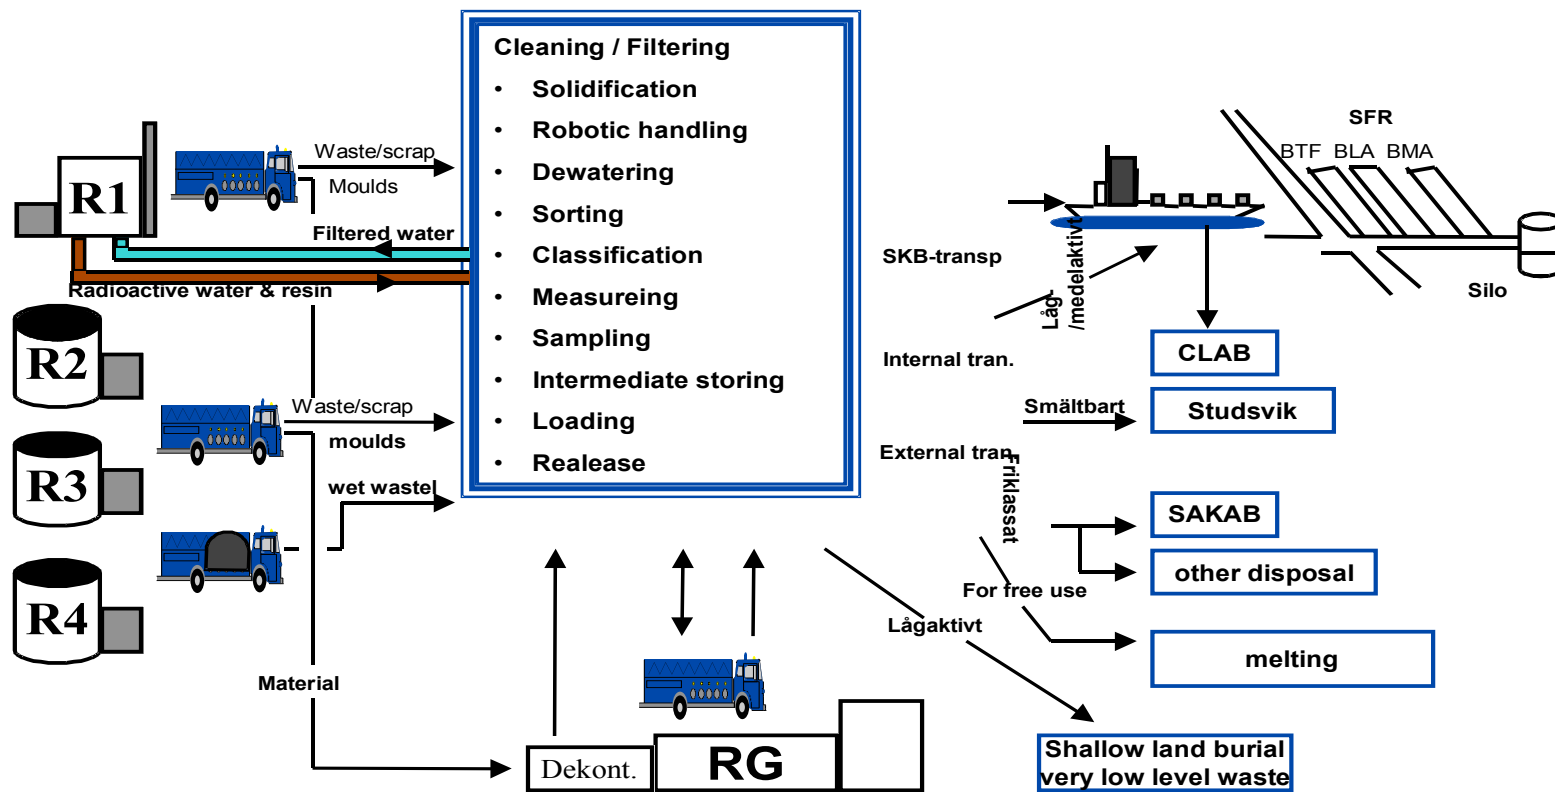 Cleaning / Filtering
• Solidification
• Robotic handling
• Dewatering
• Sorting
• Classification
• Measureing
• Sampling
• Intermediate storing
• Loading
• Realease
R1
Waste/scrap
Moulds
Filtered water
Radioactive water & resin
R2
Waste/scrap
moulds
R3
wet wastel
R4
Material
Dekont.
RG
SFR
BTF BLA BMA
Silo
SKB-transp
Låg-
/medelaktivt
Internal tran.
CLAB
Smältbart
Studsvik
External tran.
Friklassat
SAKAB
other disposal
For free use
Lågaktivt
melting
Shallow land burial
very low level waste